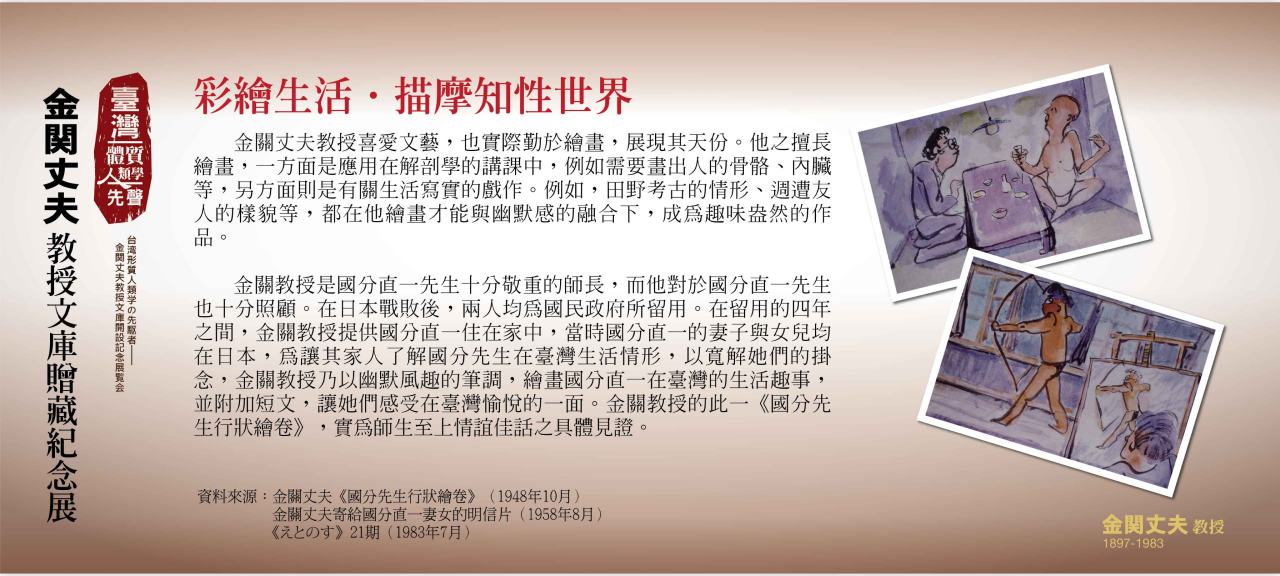 彩繪生活・描摩知性世界
金關丈夫教授喜愛文藝，也實際勤於繪畫，展現其天份。他之擅長
繪畫，一方面是應用在解剖學的講課中，例如需要畫出人的骨骼、內臟
等，另方面則是有關生活寫實的戲作。例如，田野考古的情形、週遭友
人的樣貌等，都在他繪畫才能與幽默感的融合下，成爲趣味盎然的作
品。
金關教授是國分直一先生十分敬重的師長，而他對於國分直一先生
也十分照顧。在日本戰敗後，兩人均爲國民政府所留用。在留用的四年
之間，金關教授提供國分直一住在家中，當時國分直一的妻子與女兒均
在日本，爲讓其家人了解國分先生在臺灣生活情形，以寬解她們的掛
念，金關教授乃以幽默風趣的筆調，繪畫國分直一在臺灣的生活趣事，
並附加短文，讓她們感受在臺灣愉悅的一面。金關教授的此一《國分先
生行狀繪卷》，實爲師生至上情誼佳話之具體見證。
資料來源：金關丈夫《國分先生行狀繪卷》（1948年10月）
金關丈夫寄給國分直一妻女的明信片（1958年8月）
《えとのす》21期（1983年7月）
臺灣
體質
人類學
先聲
台湾形質人類学の先駆者——
金関丈夫教授文庫開設記念展覧会
金関丈夫教授文庫贈藏紀念展
金関丈夫 教授
1897-1983